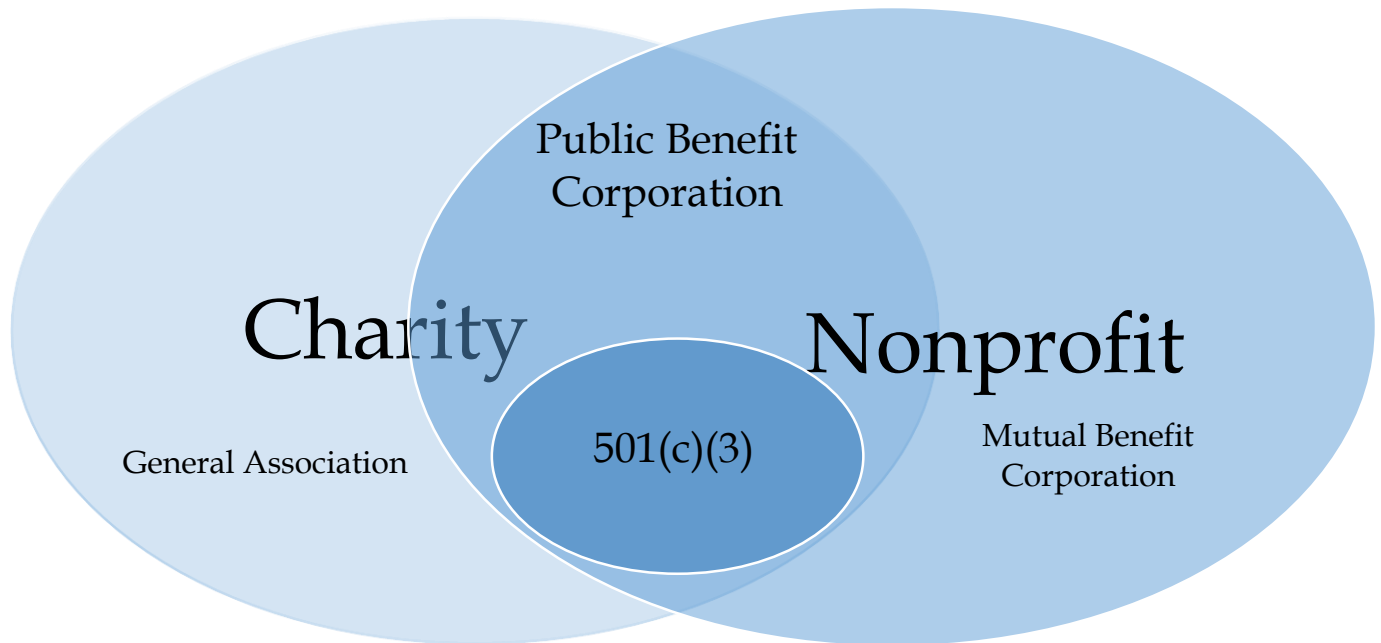 Public Benefit
Corporation
Charity
Nonprofit
General Association
501(c)(3)
Mutual Benefit
Corporation